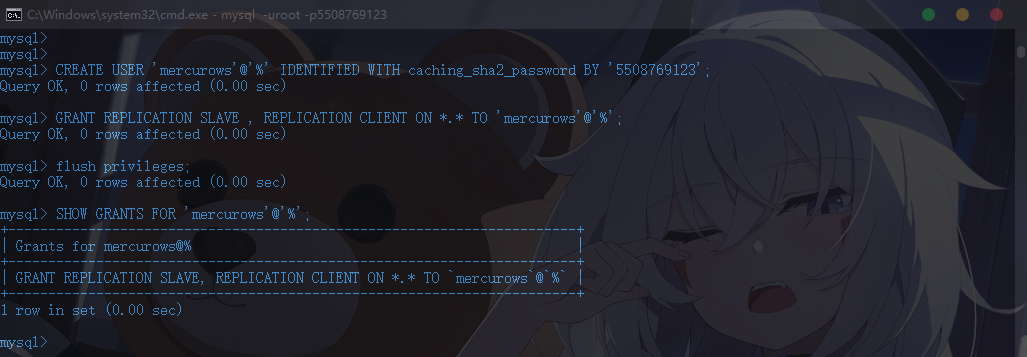 C:\Windows\system32\cmd.exe - mysql  -uroot -p5508769123
mysql>
mysql>
mysql> CREATE USER 'mercurows'@'%' IDENTIFIED WITH caching_sha2_password BY '5508769123';
Query OK, 0 rows affected (0.00 sec)
mysql> GRANT REPLICATION SLAVE , REPLICATION CLIENT ON *.* TO 'mercurows'@'%';
Query OK, 0 rows affected (0.00 sec)
mysql> flush privileges;
Query OK, 0 rows affected (0.00 sec)
mysql> SHOW GRANTS FOR 'mercurows'@'%';
+-------------------------------------------------------------------------+
| Grants for mercurows@%                                                  |
+-------------------------------------------------------------------------+
| GRANT REPLICATION SLAVE, REPLICATION CLIENT ON *.* TO `mercurows`@`%` |
+-------------------------------------------------------------------------+
1 row in set (0.00 sec)
mysql>